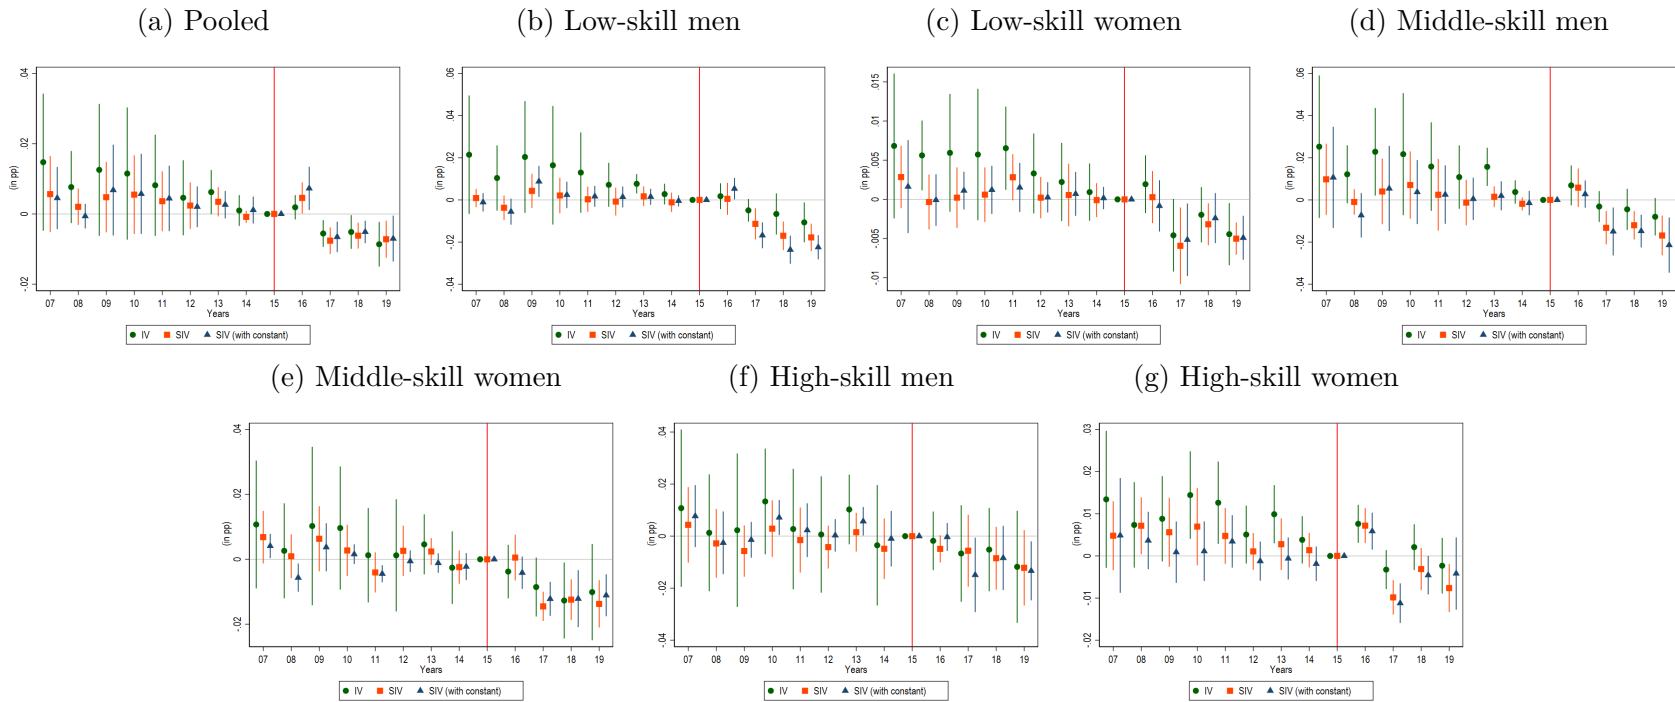 (a) Pooled
(b) Low-skill men
(c) Low-skill women
(d) Middle-skill men
(in pp)
.04
.02
0
-.02
07 08 09 10 11 12 13 14 15 16 17 18 19
Years
IV SIV SIV (with constant)
(in pp)
.06
.04
.02
0
-.02
-.04
07 08 09 10 11 12 13 14 15 16 17 18 19
Years
IV SIV SIV (with constant)
(in pp)
.015
.01
.005
0
-.005
-.01
07 08 09 10 11 12 13 14 15 16 17 18 19
Years
IV SIV SIV (with constant)
(in pp)
.06
.04
.02
0
-.02
-.04
07 08 09 10 11 12 13 14 15 16 17 18 19
Years
IV SIV SIV (with constant)
(e) Middle-skill women
(f) High-skill men
(g) High-skill women
(in pp)
.04
.02
0
-.02
07 08 09 10 11 12 13 14 15 16 17 18 19
Years
IV SIV SIV (with constant)
(in pp)
.04
.02
0
-.02
-.04
07 08 09 10 11 12 13 14 15 16 17 18 19
Years
IV SIV SIV (with constant)
(in pp)
.03
.02
.01
0
-.01
-.02
07 08 09 10 11 12 13 14 15 16 17 18 19
Years
IV SIV SIV (with constant)